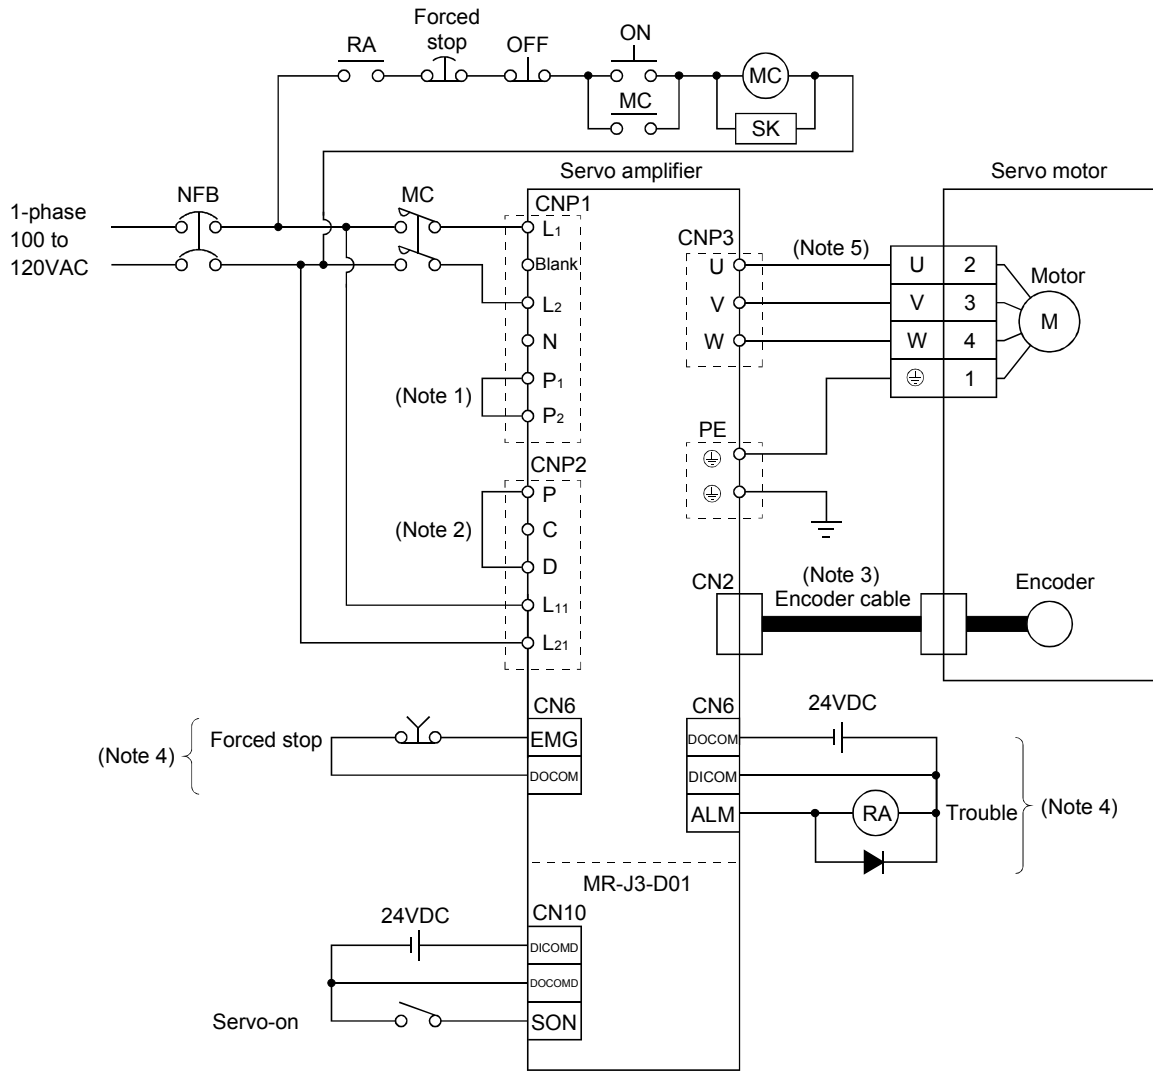 Forced
stop
RA
OFF
ON
MC
MC
SK
Servo amplifier
Servo motor
NFB
MC
1-phase
100 to
120VAC
CNP1
L1
Blank
L2
N
P1
P2
(Note 1)
CNP3
U
V
W
(Note 5)
U 2
V 3
W 4
1
Motor
M
PE
CNP2
P
C
D
L11
L21
(Note 2)
CN2
(Note 3)
Encoder cable
Encoder
(Note 4)
Forced stop
CN6
EMG
DOCOM
CN6
DOCOM
DICOM
ALM
24VDC
RA
Trouble
(Note 4)
MR-J3-D01
24VDC
CN10
DICOMD
DOCOMD
SON
Servo-on